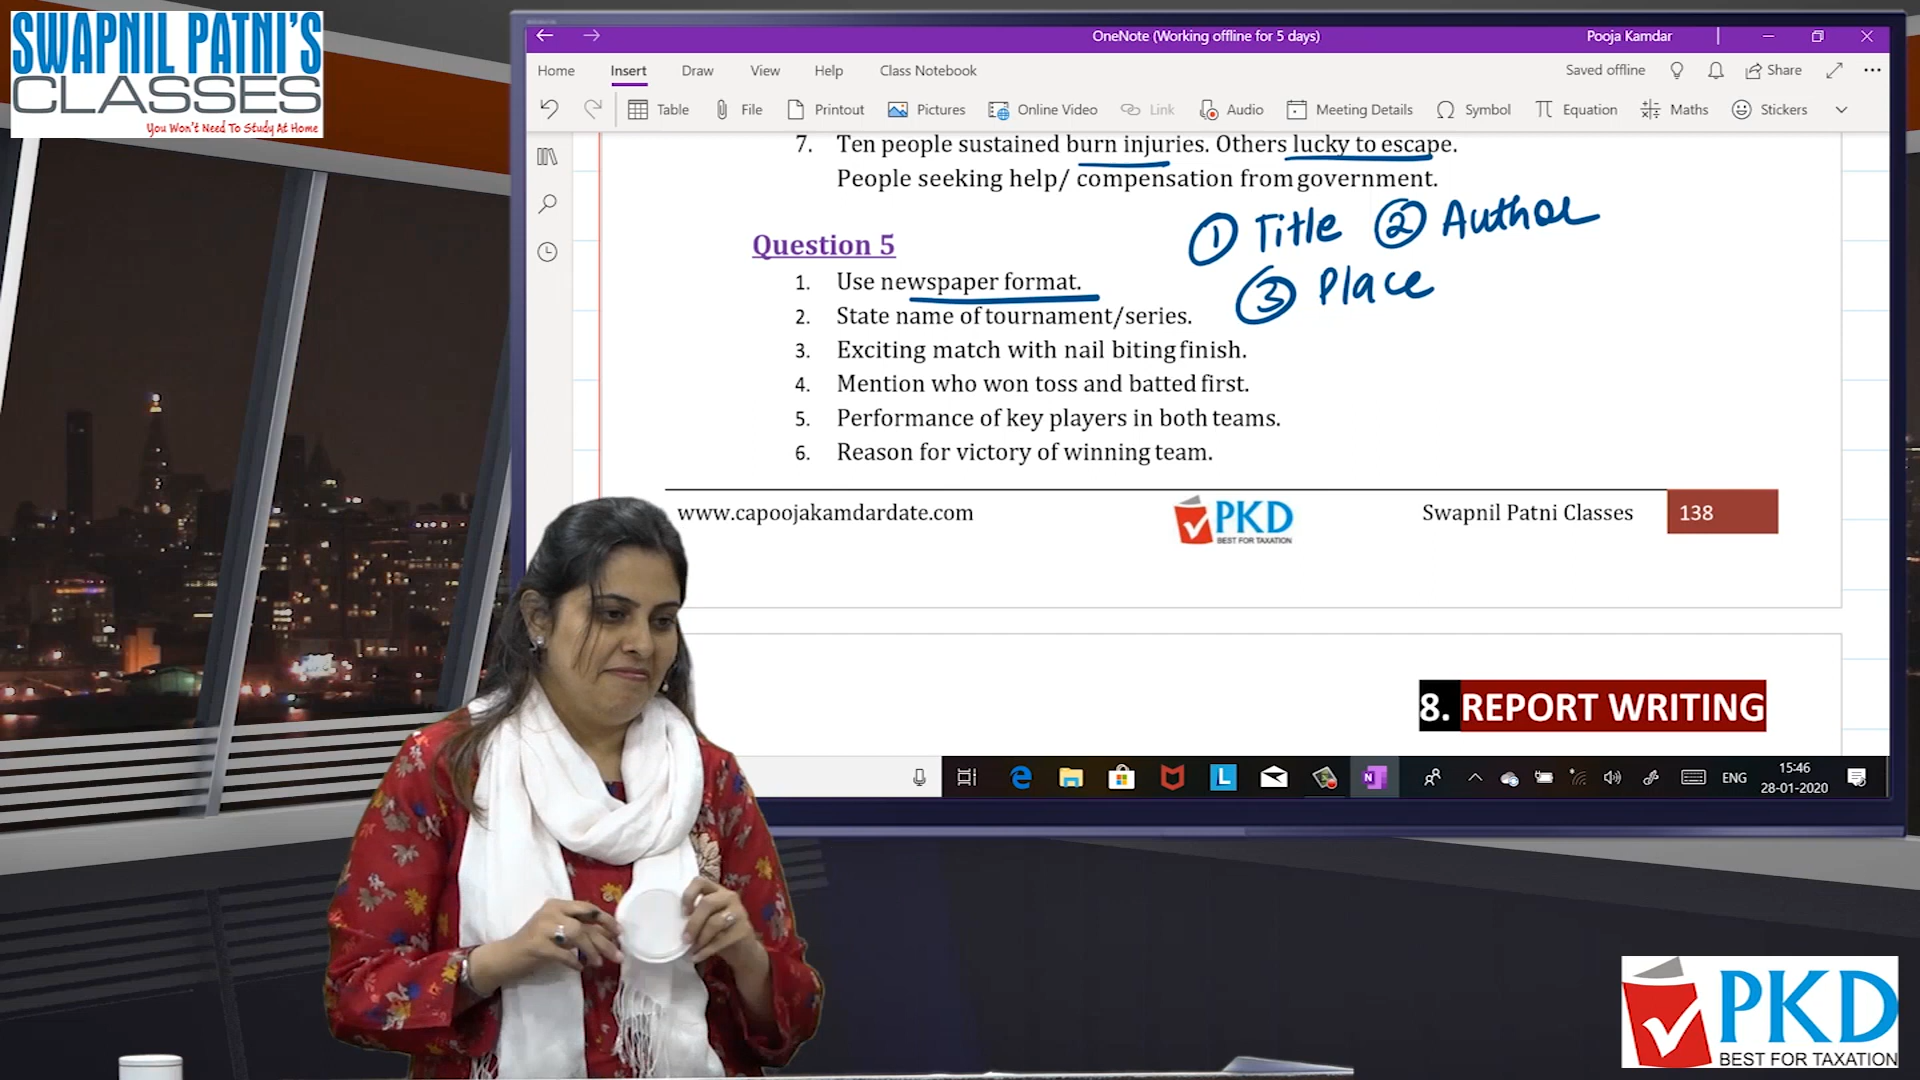 SWAPNIL PATNI'S
CLASSES
You Won't Need To Study At Home
OneNote (Working offline for 5 days)
Pooja Kamdar
Home Insert Draw View Help Class Notebook
Saved offline
Share
Table File Printout Pictures Online Video Link Audio Meeting Details Symbol Equation Maths Stickers
7. Ten people sustained burn injuries. Others lucky to escape.
People seeking help/ compensation from government.
① Title ② Author
③ Place
Question 5
1. Use newspaper format.
2. State name of tournament/series.
3. Exciting match with nail biting finish.
4. Mention who won toss and batted first.
5. Performance of key players in both teams.
6. Reason for victory of winning team.
www.capoojakamdardate.com
PKD
BEST FOR TAXATION
Swapnil Patni Classes
138
8. REPORT WRITING
L
N
ENG
15:46
28-01-2020
PKD
BEST FOR TAXATION